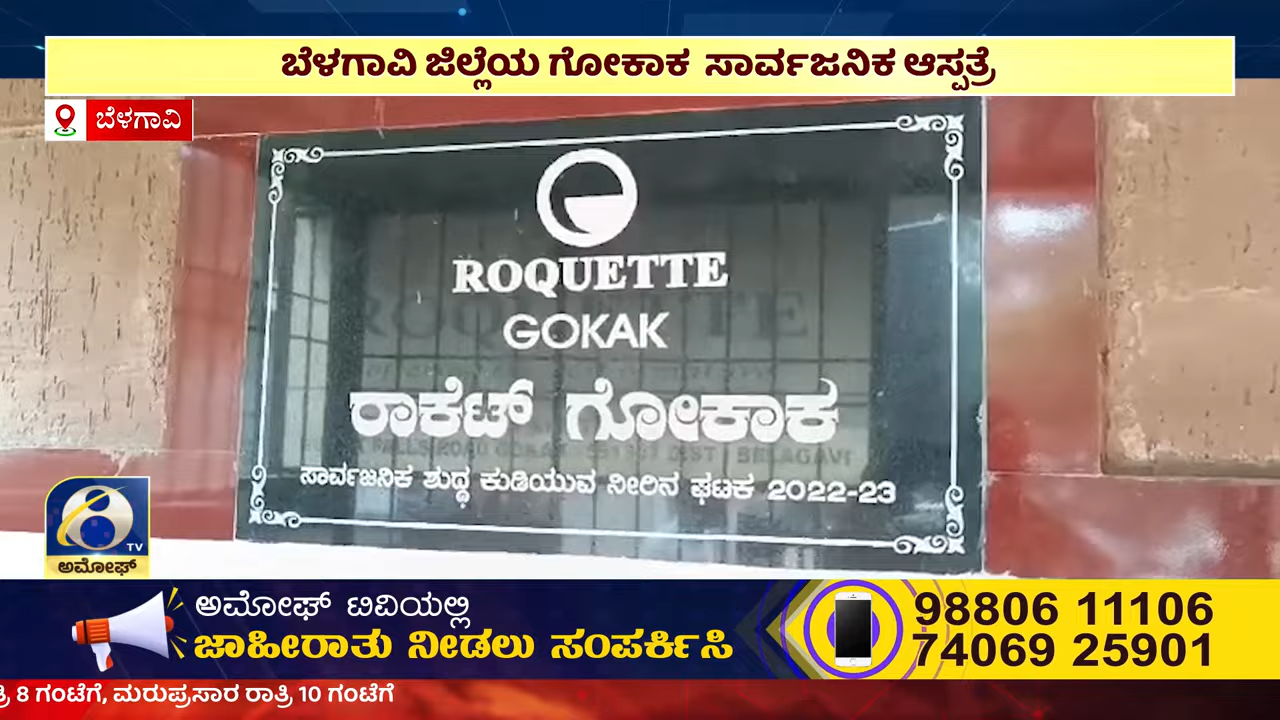 ಬೆಳಗಾವಿ ಜಿಲ್ಲೆಯ ಗೋಕಾಕ ಸಾರ್ವಜನಿಕ ಆಸ್ಪತ್ರೆ
ಬೆಳಗಾವಿ
ROQUETTE
GOKAK
ರಾಕೆಟ್ ಗೋಕಾಕ
ಸಾರ್ವಜನಿಕ ಶುಧ್ಧ ಕುಡಿಯುವ ನೀರಿನ ಘಟಕ 2022-23
TV
ಅಮೋಘ್
ಅಮೋಘ್ ಟಿವಿಯಲ್ಲಿ
ಜಾಹೀರಾತು ನೀಡಲು ಸಂಪರ್ಕಿಸಿ
98806 11106
74069 25901
8 ಗಂಟೆಗೆ, ಮರುಪ್ರಸಾರ ರಾತ್ರಿ 10 ಗಂಟೆಗೆ